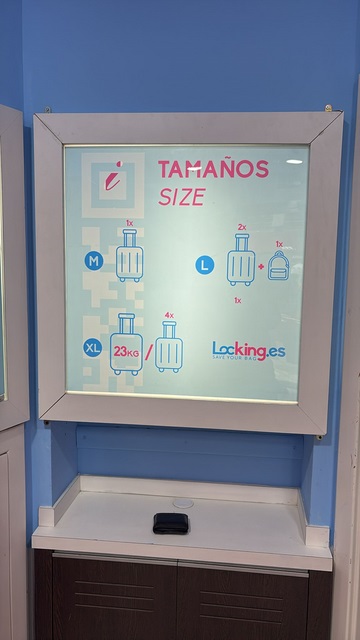 i
TAMAÑOS
SIZE
1x
M
2x
L
+
1x
1x
XL
23KG
/
4x
Locking.es
SAVE YOUR BAG